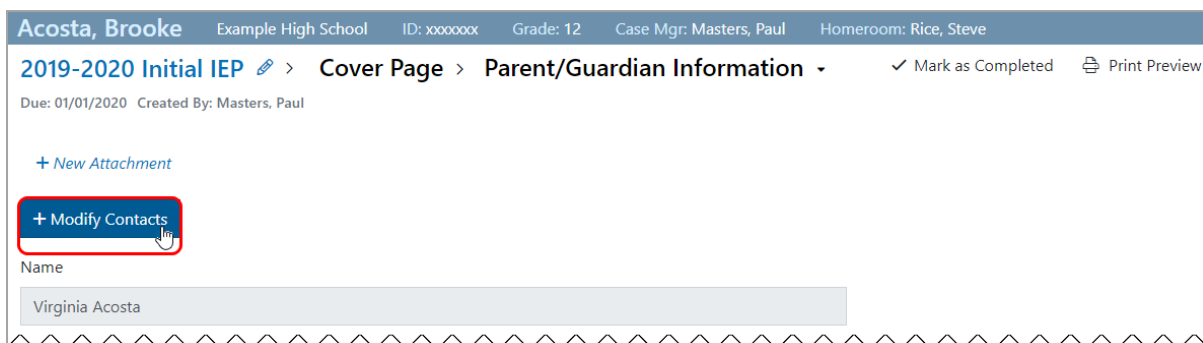 Acosta, Brooke Example High School ID: xxxxxxx Grade: 12 Case Mgr: Masters, Paul Homeroom: Rice, Steve
2019-2020 Initial IEP > Cover Page > Parent/Guardian Information ✓ Mark as Completed Print Preview
Due: 01/01/2020 Created By: Masters, Paul
+ New Attachment
+ Modify Contacts
Name
Virginia Acosta